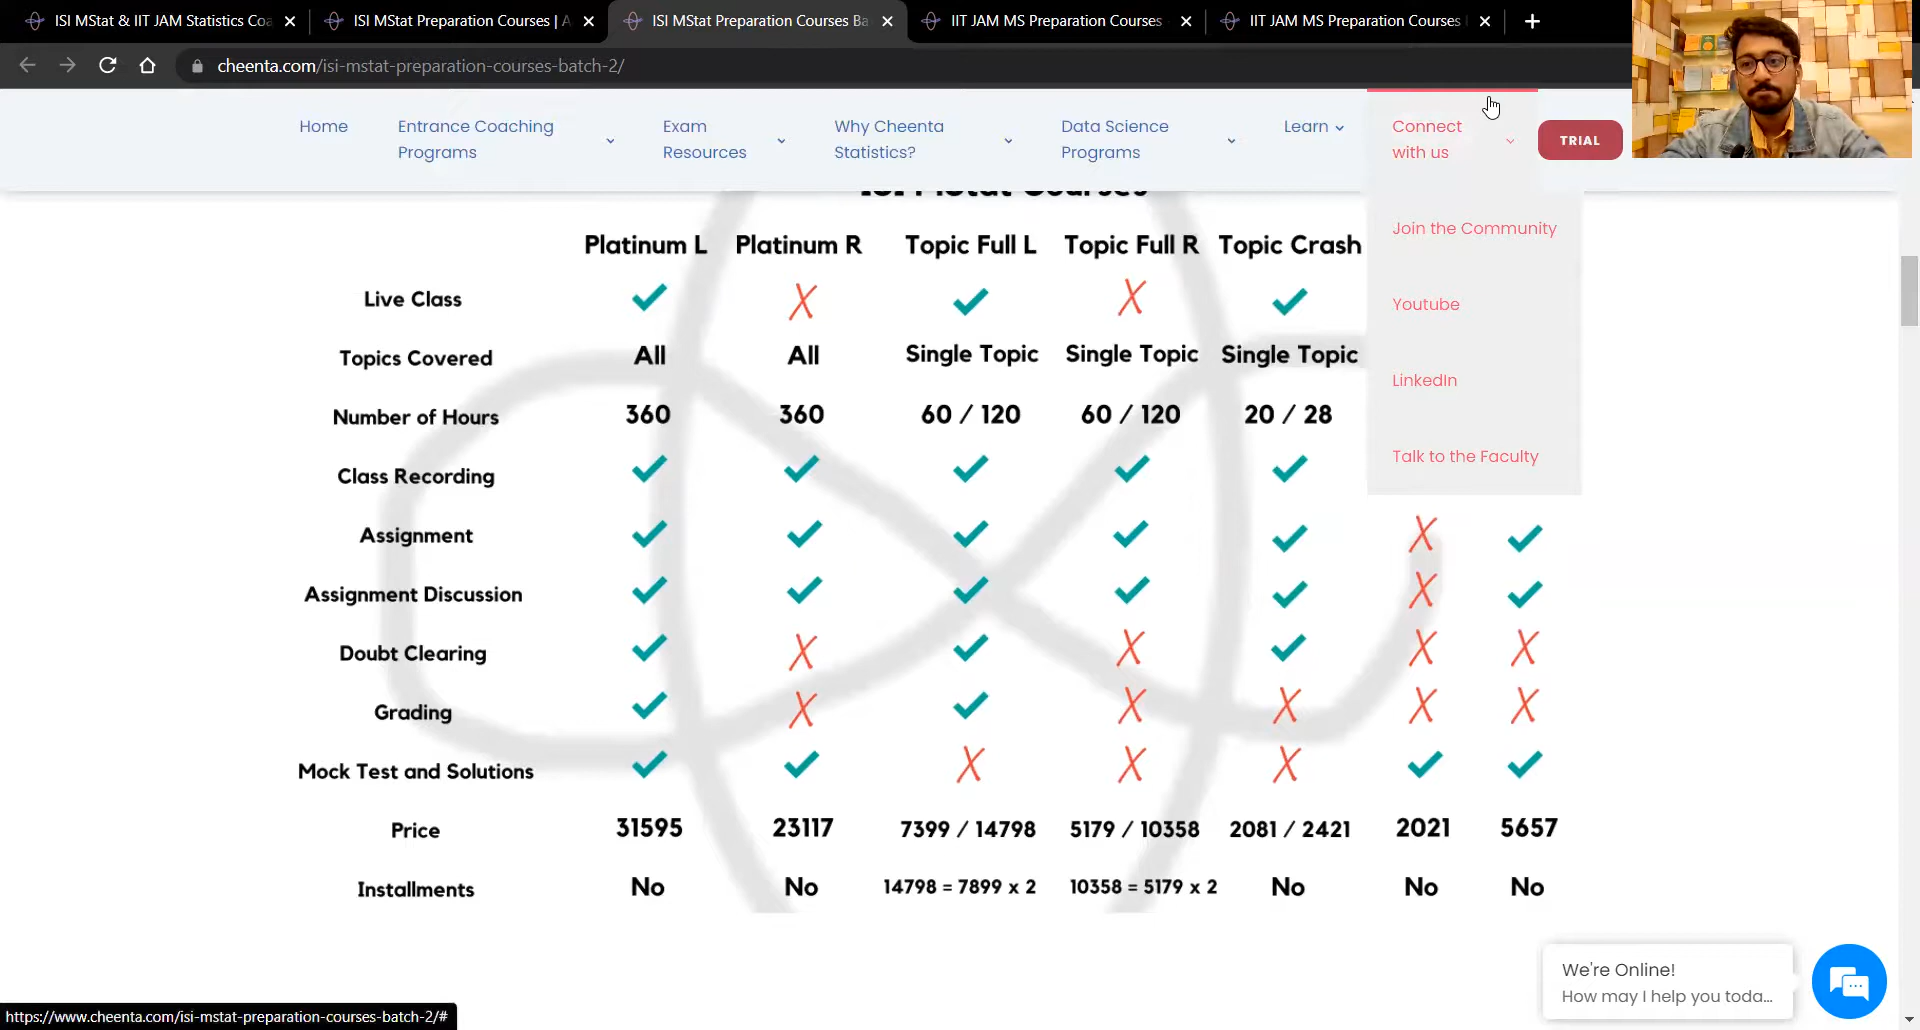 ISI MStat & IIT JAM Statistics Coa
ISI MStat Preparation Courses | A
ISI MStat Preparation Courses Ba
IIT JAM MS Preparation Courses
IIT JAM MS Preparation Courses
cheenta.com/isi-mstat-preparation-courses-batch-2/
Home
Entrance Coaching
Programs
Exam
Resources
Why Cheenta
Statistics?
Data Science
Programs
Learn
Connect
with us
TRIAL
Join the Community
Youtube
LinkedIn
Talk to the Faculty
ISI MStat Courses
Platinum L Platinum R Topic Full L Topic Full R Topic Crash
Live Class
Topics Covered All All Single Topic Single Topic Single Topic
Number of Hours 360 360 60 / 120 60 / 120 20 / 28
Class Recording
Assignment
Assignment Discussion
Doubt Clearing
Grading
Mock Test and Solutions
Price 31595 23117 7399 / 14798 5179 / 10358 2081 / 2421 2021 5657
Installments No No 14798 = 7899 x 2 10358 = 5179 x 2 No No No
We're Online!
How may I help you toda...
https://www.cheenta.com/isi-mstat-preparation-courses-batch-2/#